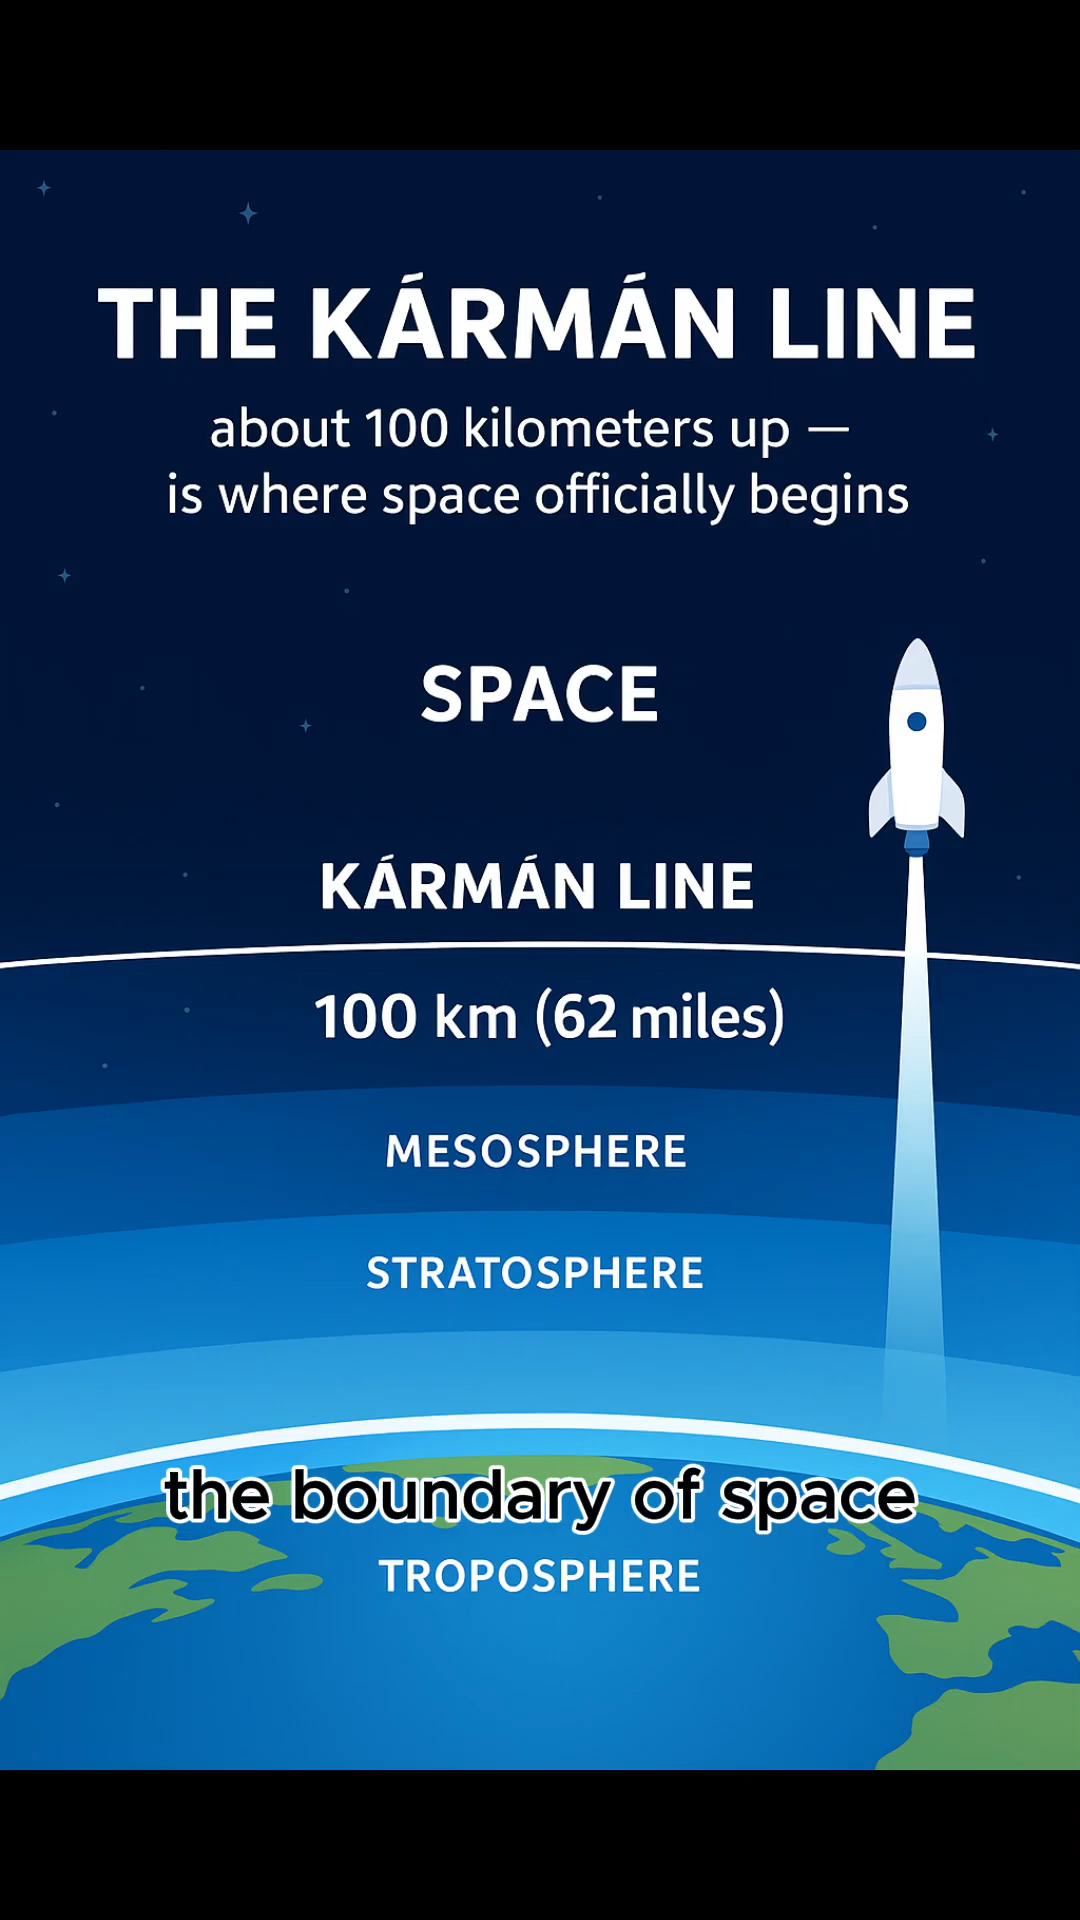 THE KÁRMÁN LINE
about 100 kilometers up —
is where space officially begins
SPACE
KÁRMÁN LINE
100 km (62 miles)
MESOSPHERE
STRATOSPHERE
the boundary of space
TROPOSPHERE